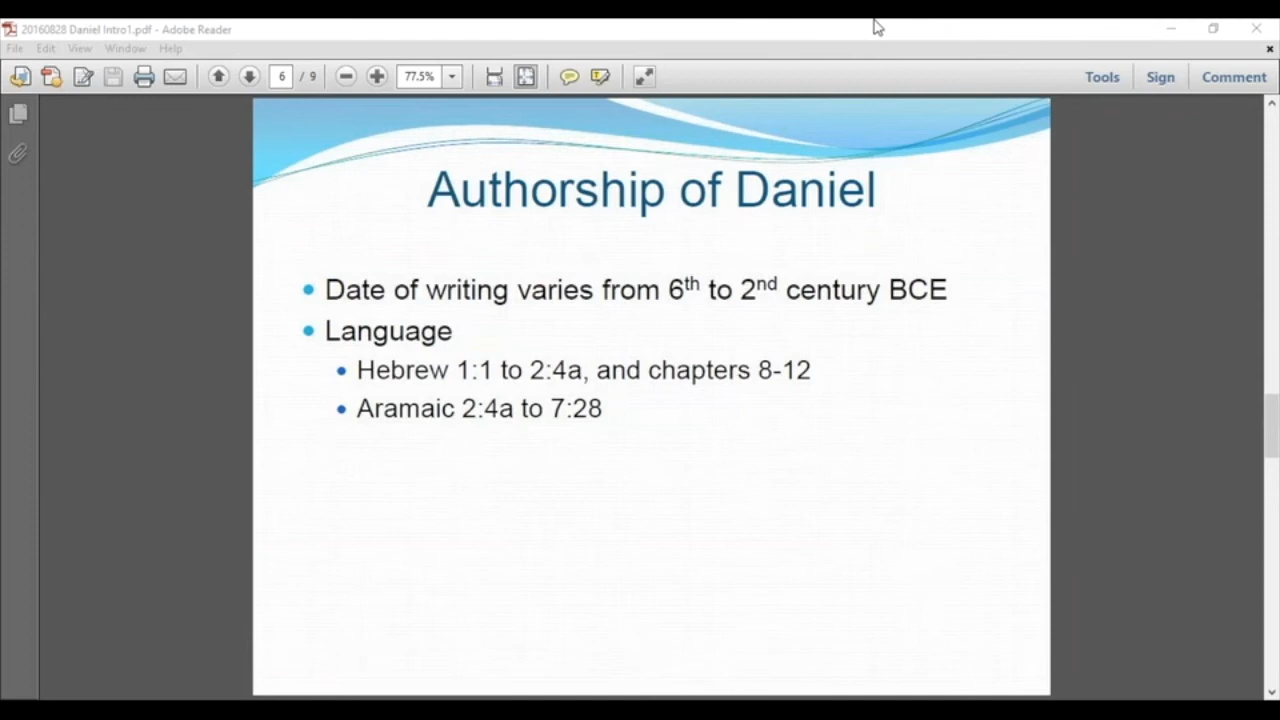 20160828 Daniel Intro1.pdf - Adobe Reader
File Edit View Window Help
6 / 9 77.5% Tools Sign Comment
Authorship of Daniel
• Date of writing varies from 6th to 2nd century BCE
• Language
• Hebrew 1:1 to 2:4a, and chapters 8-12
• Aramaic 2:4a to 7:28